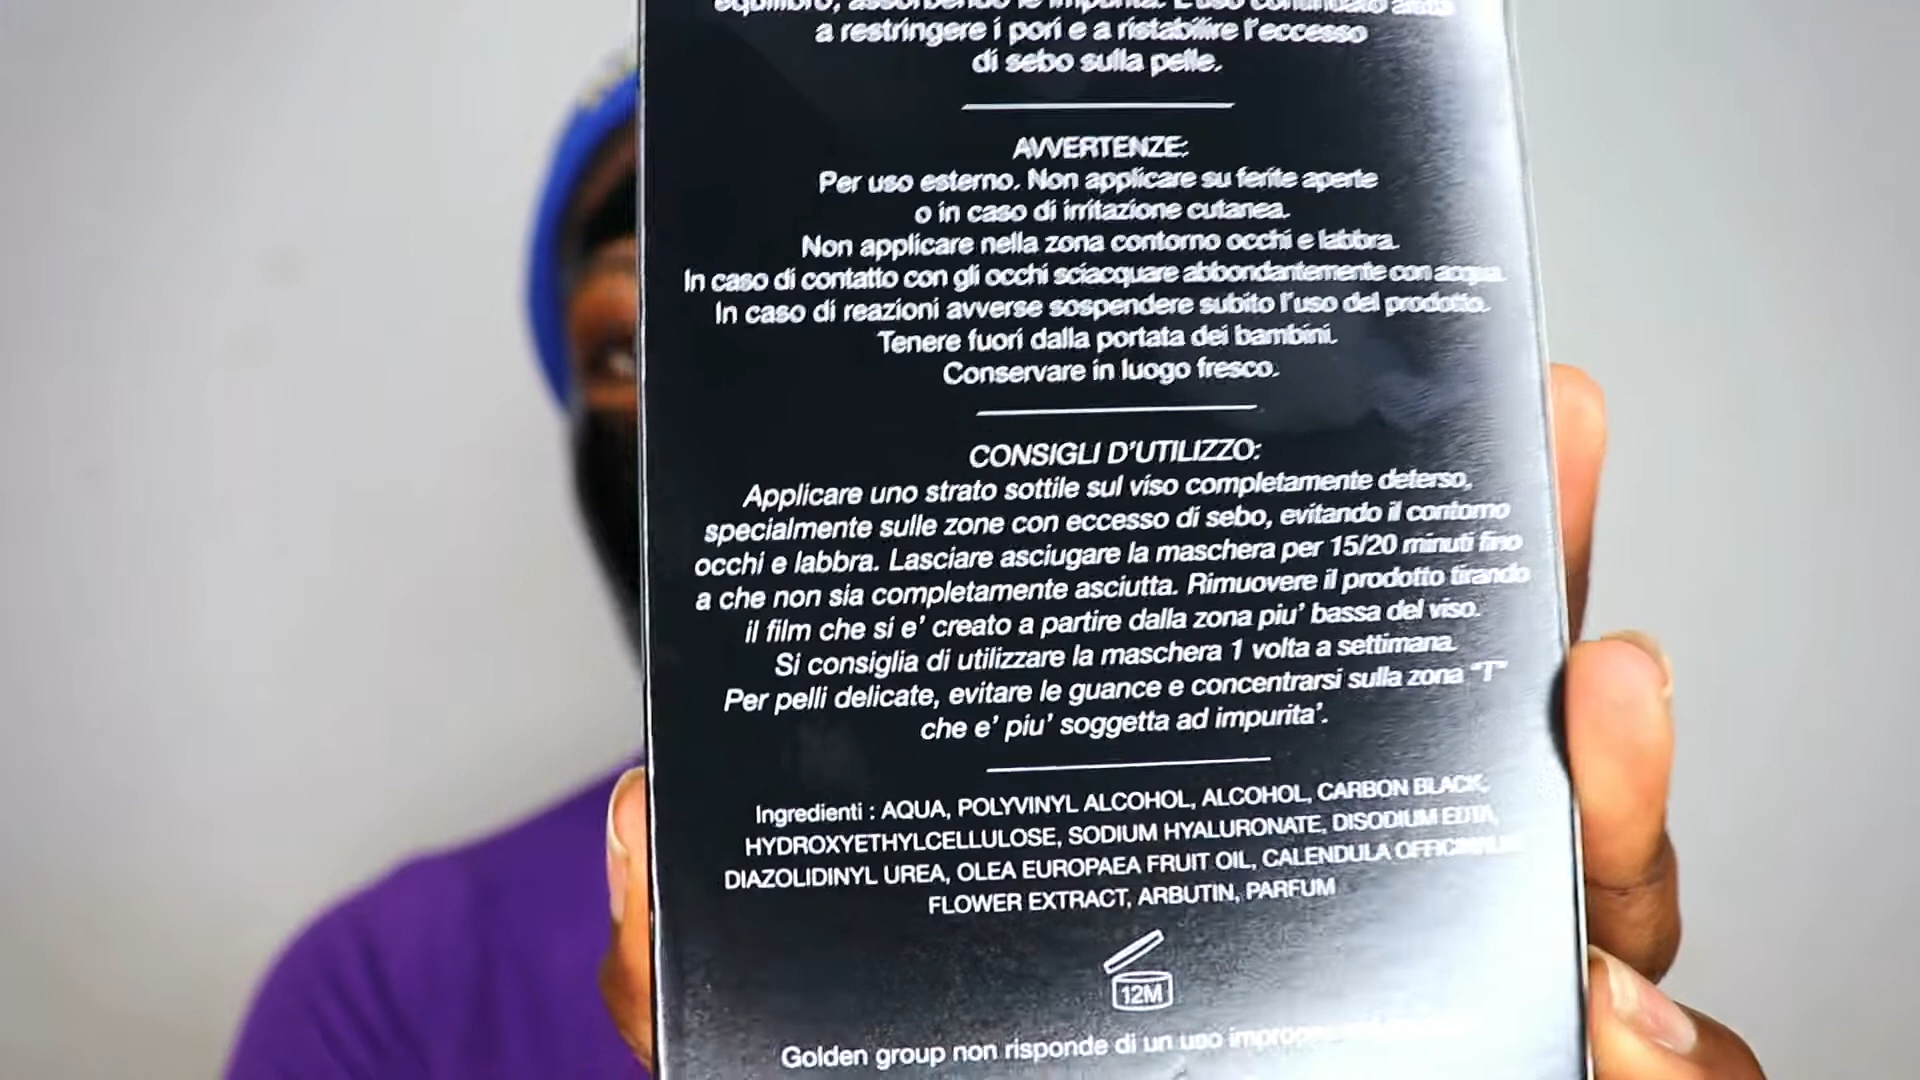 equilibrio, assorbendo le impurità. L'uso continuato aiuta
a restringere i pori e a ristabilire l'eccesso
di sebo sulla pelle.
AVVERTENZE:
Per uso esterno. Non applicare su ferite aperte
o in caso di irritazione cutanea.
Non applicare nella zona contorno occhi e labbra.
In caso di contatto con gli occhi sciacquare abbondantemente con acqua.
In caso di reazioni avverse sospendere subito l'uso del prodotto.
Tenere fuori dalla portata dei bambini.
Conservare in luogo fresco.
CONSIGLI D'UTILIZZO:
Applicare uno strato sottile sul viso completamente deterso,
specialmente sulle zone con eccesso di sebo, evitando il contorno
occhi e labbra. Lasciare asciugare la maschera per 15/20 minuti fino
a che non sia completamente asciutta. Rimuovere il prodotto tirando
il film che si e' creato a partire dalla zona piu' bassa del viso.
Si consiglia di utilizzare la maschera 1 volta a settimana.
Per pelli delicate, evitare le guance e concentrarsi sulla zona "T"
che e' piu' soggetta ad impurita'.
Ingredienti : AQUA, POLYVINYL ALCOHOL, ALCOHOL, CARBON BLACK,
HYDROXYETHYLCELLULOSE, SODIUM HYALURONATE, DISODIUM EDTA,
DIAZOLIDINYL UREA, OLEA EUROPAEA FRUIT OIL, CALENDULA OFFICINALIS
FLOWER EXTRACT, ARBUTIN, PARFUM
12M
Golden group non risponde di un uso